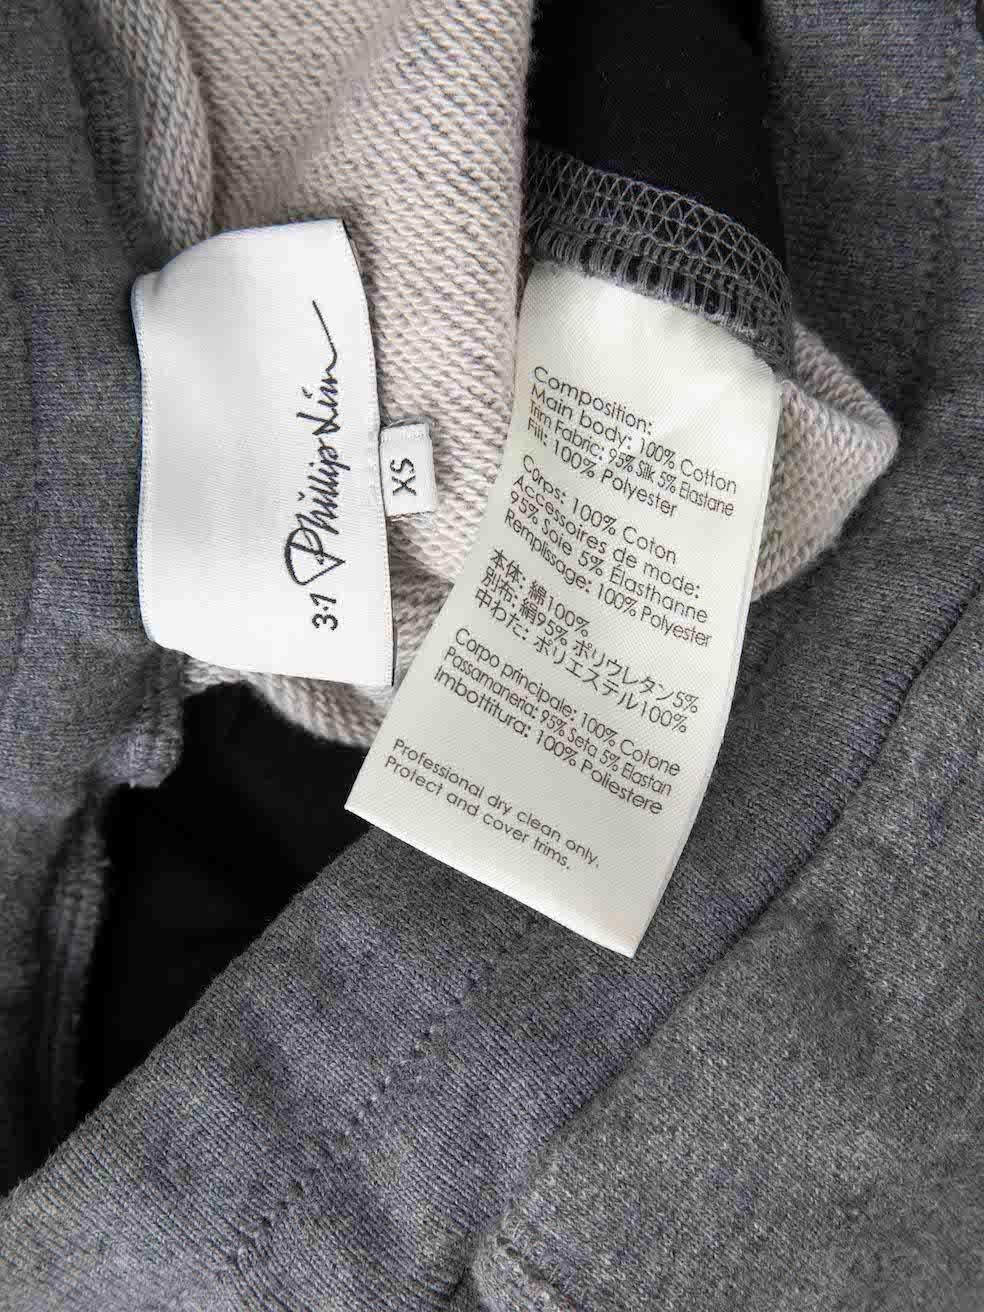 3·1 Phillip Lim
XS
Composition:
Main body: 100% Cotton
Trim Fabric: 95% Silk 5% Elastane
Fill: 100% Polyester
Corps: 100% Coton
Accessoires de mode:
95% Soie 5% Élasthanne
Remplissage: 100% Polyester
本体: 綿100%
別布: 絹95% ポリウレタン5%
中わた: ポリエステル100%
Corpo principale: 100% Cotone
Passamaneria: 95% Seta 5% Elastan
Imbottitura: 100% Poliestere
Professional dry clean only.
Protect and cover trims.